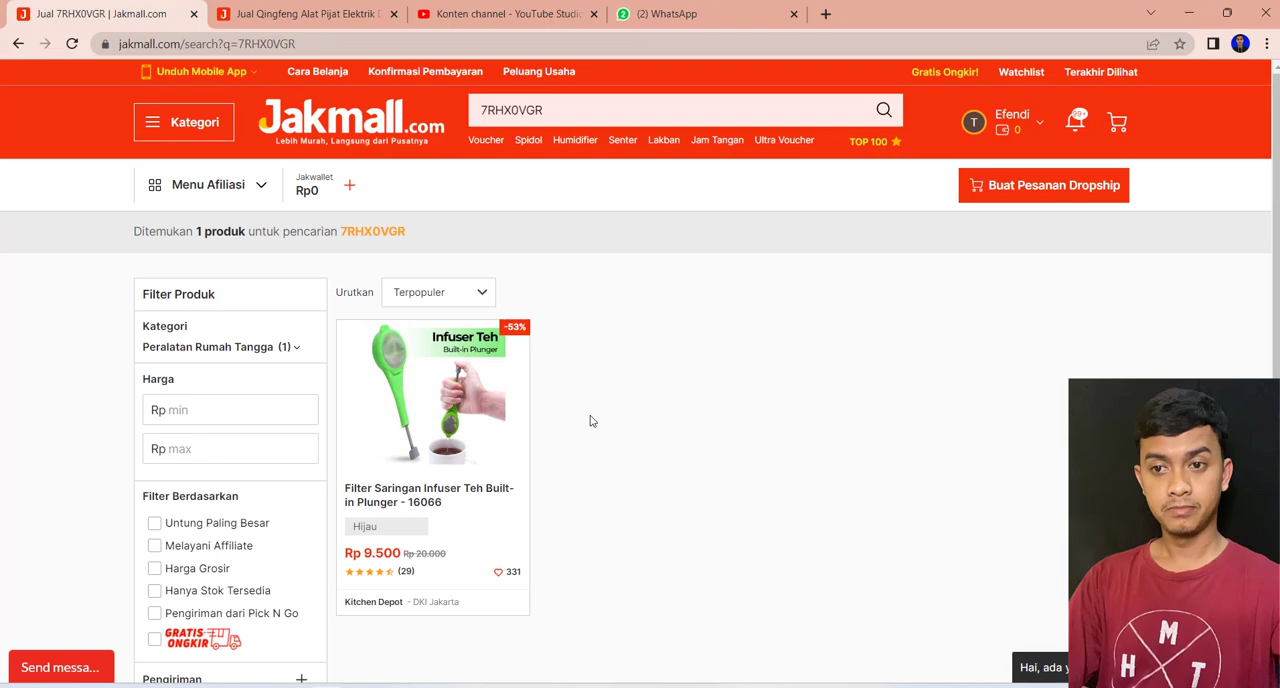 Jual 7RHX0VGR | Jakmall.com
Jual Qingfeng Alat Pijat Elektrik D
Konten channel - YouTube Studio
(2) WhatsApp
jakmall.com/search?q=7RHX0VGR
Unduh Mobile App
Cara Belanja
Konfirmasi Pembayaran
Peluang Usaha
Gratis Ongkir!
Watchlist
Terakhir Dilihat
Kategori
Jakmall.com
Lebih Murah, Langsung dari Pusatnya
7RHX0VGR
Voucher Spidol Humidifier Senter Lakban Jam Tangan Ultra Voucher
TOP 100
T
Efendi
0
99+
Menu Afiliasi
Jakwallet
Rp0
Buat Pesanan Dropship
Ditemukan 1 produk untuk pencarian 7RHX0VGR
Filter Produk
Kategori
Peralatan Rumah Tangga (1)
Harga
Rp min
Rp max
Filter Berdasarkan
Untung Paling Besar
Melayani Affiliate
Harga Grosir
Hanya Stok Tersedia
Pengiriman dari Pick N Go
GRATIS
ONGKIR
Pengiriman
Urutkan
Terpopuler
-53%
Infuser Teh
Built-in Plunger
Filter Saringan Infuser Teh Built-
in Plunger - 16066
Hijau
Rp 9.500 Rp 20.000
(29)
331
Kitchen Depot - DKI Jakarta
Send messa...
Hai, ada y
M
H T